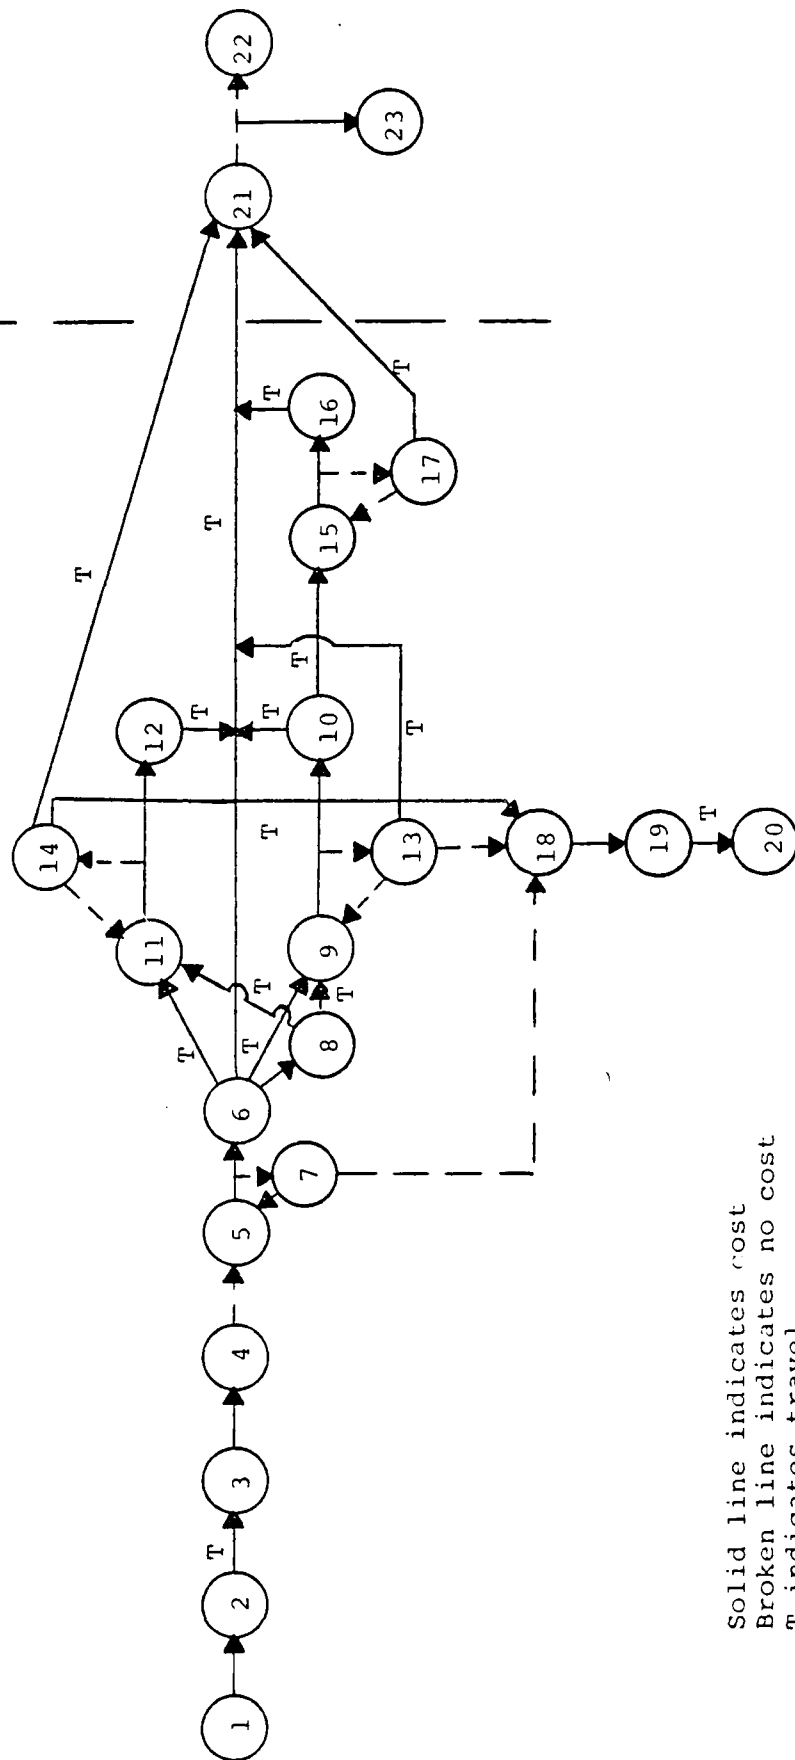 22
23
21
T
T
16
T
17
T
15
T
14
12
T
T
10
T
T
T
13
18
19
T
20
11
9
T
T
8
T
T
6
7
5
4
3
T
2
1
Solid line indicates cost
Broken line indicates no cost
T indicates travel